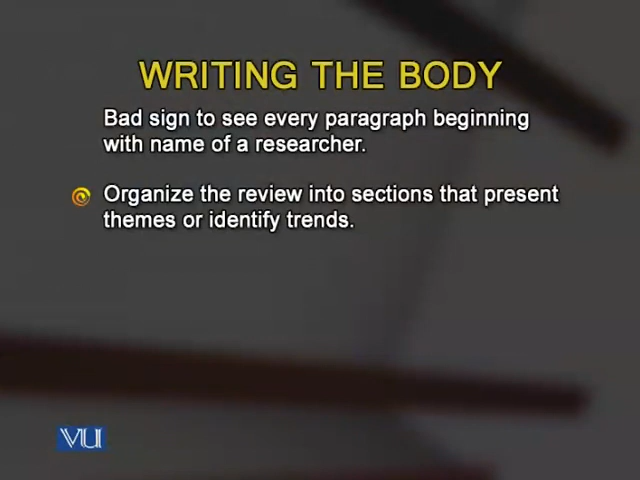 WRITING THE BODY
Bad sign to see every paragraph beginning
with name of a researcher.
Organize the review into sections that present
themes or identify trends.
VU